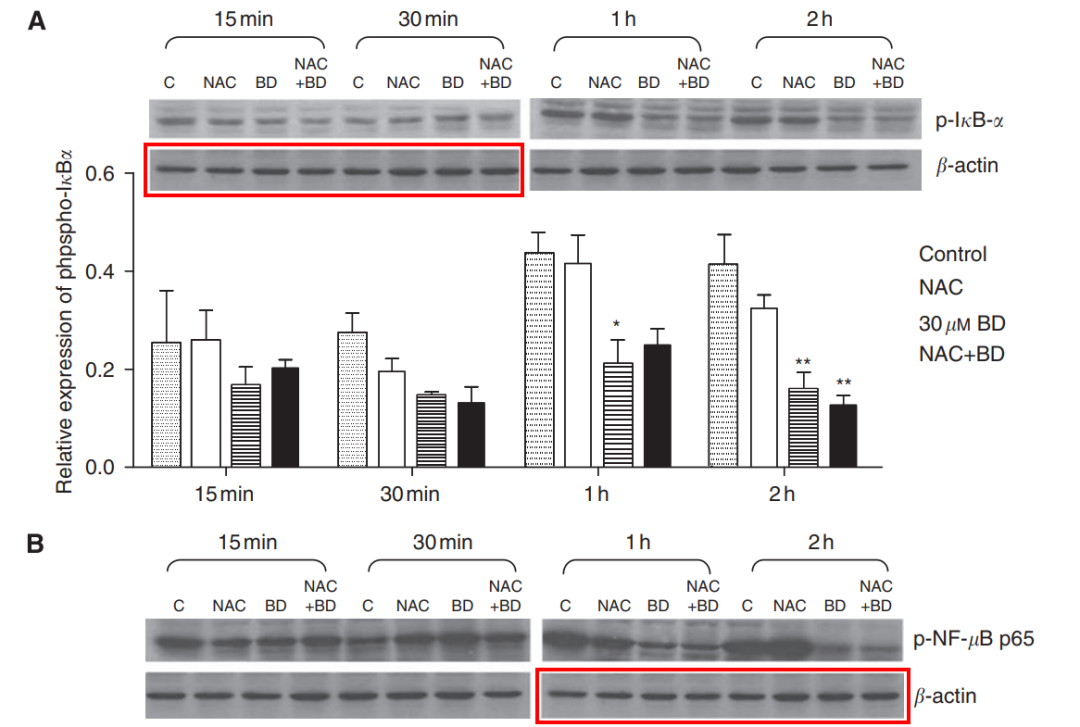 A
15 min 30 min 1 h 2 h
C NAC BD NAC +BD C NAC BD NAC +BD C NAC BD NAC +BD C NAC BD NAC +BD
p-IκB-α
β-actin
Relative expression of phpspho-IκBα
0.6
0.4
0.2
0.0
* ** **
Control
NAC
30 μM BD
NAC+BD
15 min 30 min 1 h 2 h
B
15 min 30 min 1 h 2 h
C NAC BD NAC +BD C NAC BD NAC +BD C NAC BD NAC +BD C NAC BD NAC +BD
p-NF-μB p65
β-actin